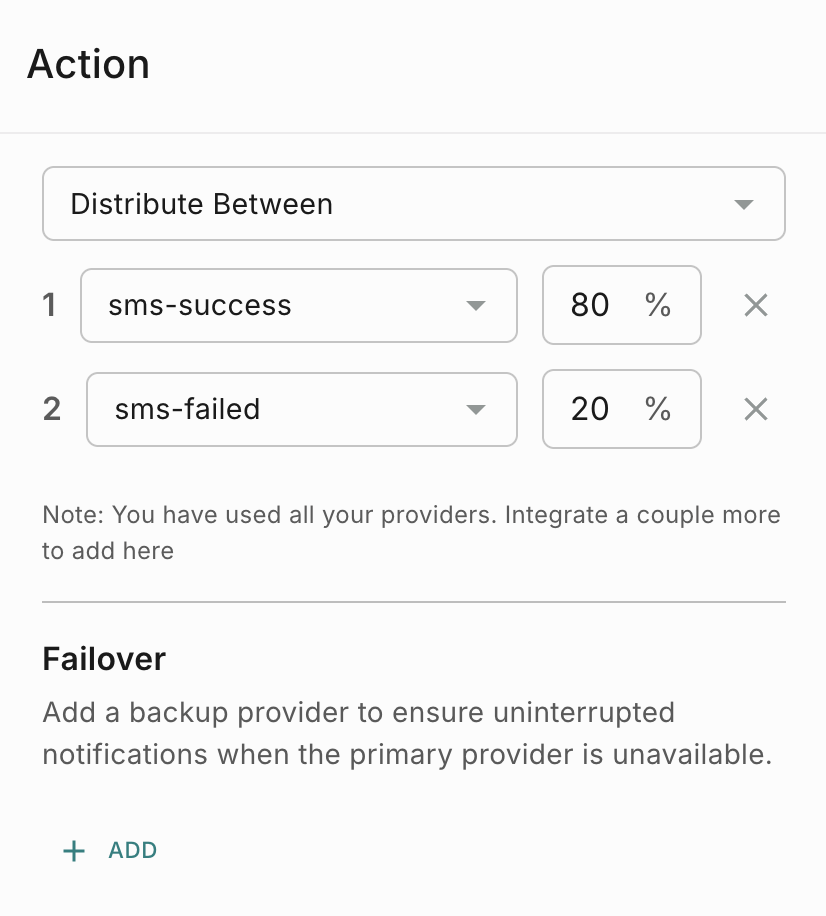 Action
Distribute Between
1 sms-success 80 %
2 sms-failed 20 %
Note: You have used all your providers. Integrate a couple more
to add here
Failover
Add a backup provider to ensure uninterrupted
notifications when the primary provider is unavailable.
+ ADD